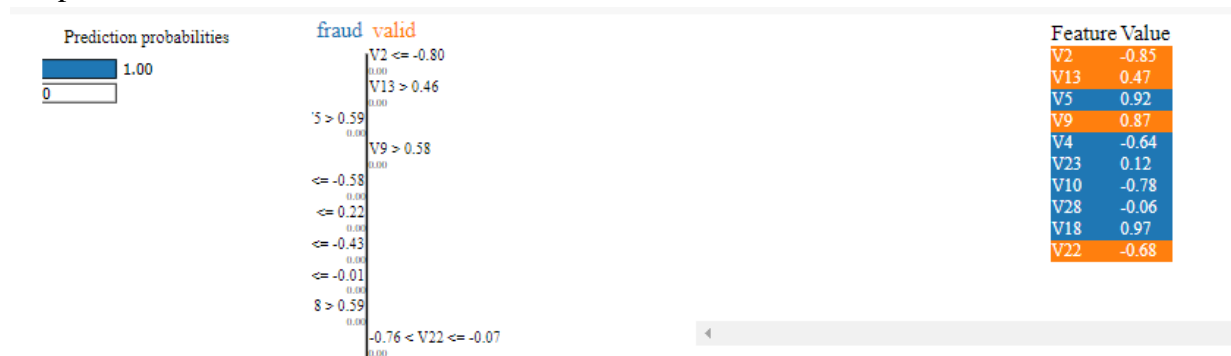 Prediction probabilities
1.00
0
fraud valid
V2 <= -0.80
0.00
V13 > 0.46
0.00
5 > 0.59
0.00
V9 > 0.58
0.00
<= -0.58
0.00
<= 0.22
0.00
<= -0.43
0.00
<= -0.01
0.00
8 > 0.59
0.00
-0.76 < V22 <= -0.07
0.00
Feature Value
V2 -0.85
V13 0.47
V5 0.92
V9 0.87
V4 -0.64
V23 0.12
V10 -0.78
V28 -0.06
V18 0.97
V22 -0.68